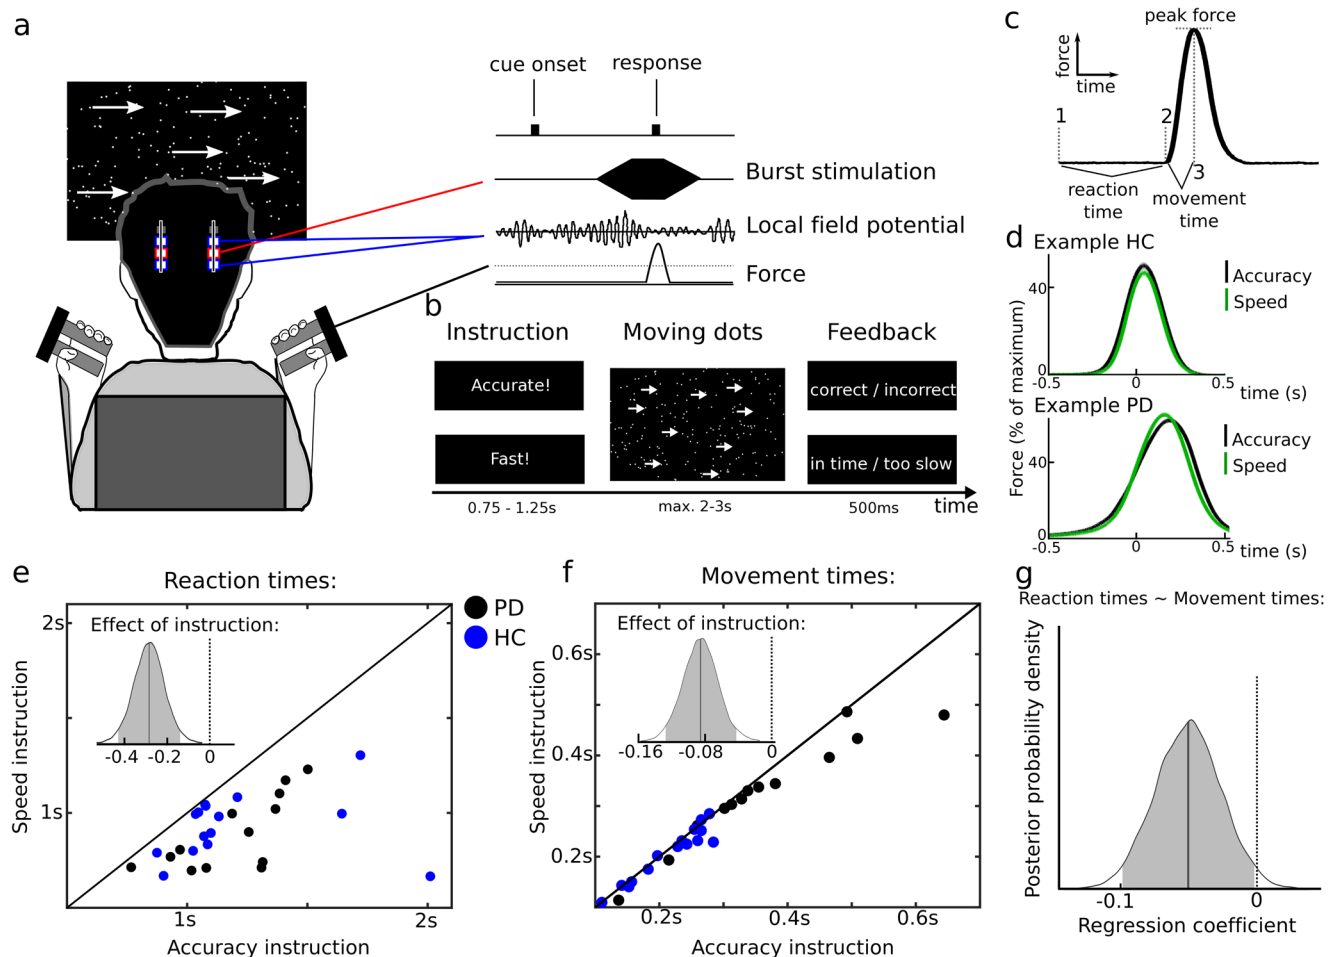 a
cue onset
response
Burst stimulation
Local field potential
Force
b
Instruction
Moving dots
Feedback
Accurate!
correct / incorrect
Fast!
in time / too slow
0.75 - 1.25s
max. 2-3s
500ms
time
c
peak force
force
time
1
2
3
reaction
time
movement
time
d
Example HC
Accuracy
Speed
40
0
-0.5
0
0.5
time (s)
Force (% of maximum)
Example PD
Accuracy
Speed
40
0
-0.5
0
0.5
time (s)
e
Reaction times:
PD
HC
Effect of instruction:
-0.4
-0.2
0
2s
1s
Speed instruction
1s
2s
Accuracy instruction
f
Movement times:
Effect of instruction:
-0.16
-0.08
0
0.6s
0.4s
0.2s
Speed instruction
0.2s
0.4s
0.6s
Accuracy instruction
g
Reaction times ~ Movement times:
Posterior probability density
-0.1
0
Regression coefficient